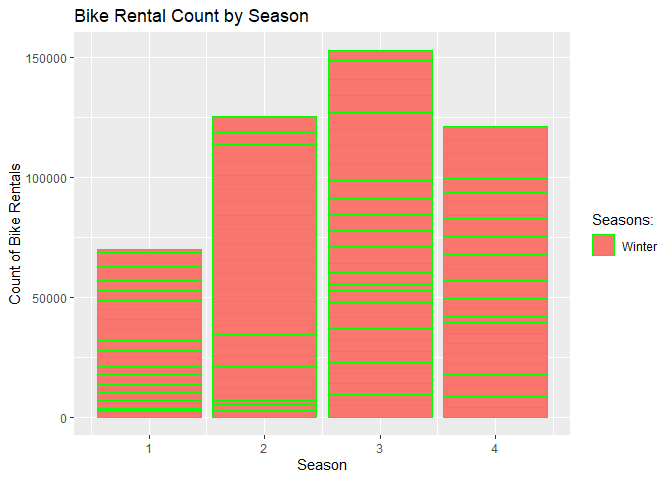 Bike Rental Count by Season
150000
100000
50000
0
Count of Bike Rentals
1 2 3 4
Season
Seasons:
Winter